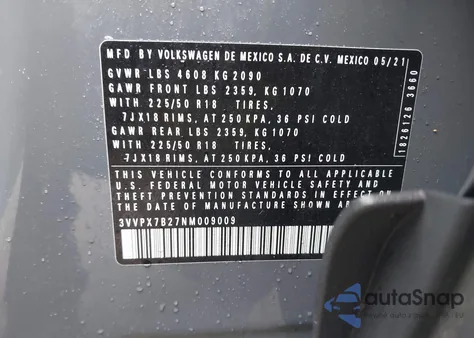 MFD BY VOLKSWAGEN DE MEXICO S.A. DE C.V. MEXICO 05/21
GVWR LBS 4608 KG 2090
GAWR FRONT LBS 2359, KG 1070
WITH 225/50 R18 TIRES,
7JX18 RIMS, AT 250 KPA, 36 PSI COLD
GAWR REAR LBS 2359, KG 1070
WITH 225/50 R18 TIRES,
7JX18 RIMS, AT 250 KPA, 36 PSI COLD
THIS VEHICLE CONFORMS TO ALL APPLICABLE
U.S. FEDERAL MOTOR VEHICLE SAFETY AND
THEFT PREVENTION STANDARDS IN EFFECT
ON THE DATE OF MANUFACTURE SHOWN ABOVE
3VVPX7B27NM009009
18261126 3660
autaSnap